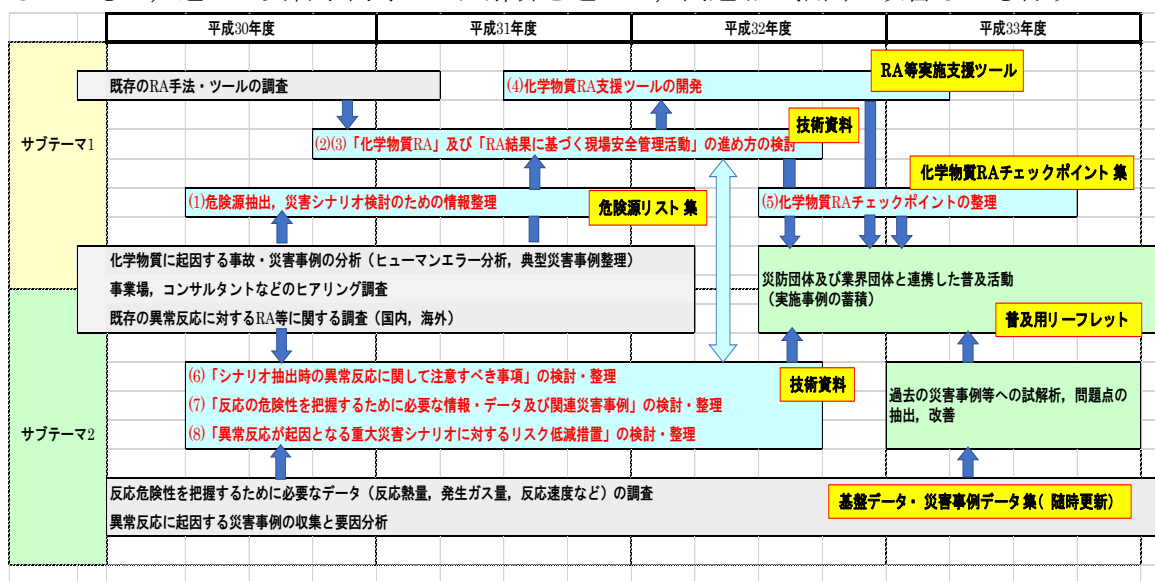 平成30年度
平成31年度
平成32年度
平成33年度
サブテーマ1
既存のRA手法・ツールの調査
(4)化学物質RA支援ツールの開発
RA等実施支援ツール
(2)(3)「化学物質RA」及び「RA結果に基づく現場安全管理活動」の進め方の検討
技術資料
(1)危険源抽出，災害シナリオ検討のための情報整理
危険源リスト集
(5)化学物質RAチェックポイントの整理
化学物質RAチェックポイント集
化学物質に起因する事故・災害事例の分析（ヒューマンエラー分析，典型災害事例整理）
事業場，コンサルタントなどのヒアリング調査
既存の異常反応に対するRA等に関する調査（国内，海外）
災防団体及び業界団体と連携した普及活動
（実施事例の蓄積）
普及用リーフレット
サブテーマ2
(6)「シナリオ抽出時の異常反応に関して注意すべき事項」の検討・整理
(7)「反応の危険性を把握するために必要な情報・データ及び関連災害事例」の検討・整理
(8)「異常反応が起因となる重大災害シナリオに対するリスク低減措置」の検討・整理
技術資料
過去の災害事例等への試解析，問題点の
抽出，改善
反応危険性を把握するために必要なデータ（反応熱量，発生ガス量，反応速度など）の調査
異常反応に起因する災害事例の収集と要因分析
基盤データ・災害事例データ集(随時更新)